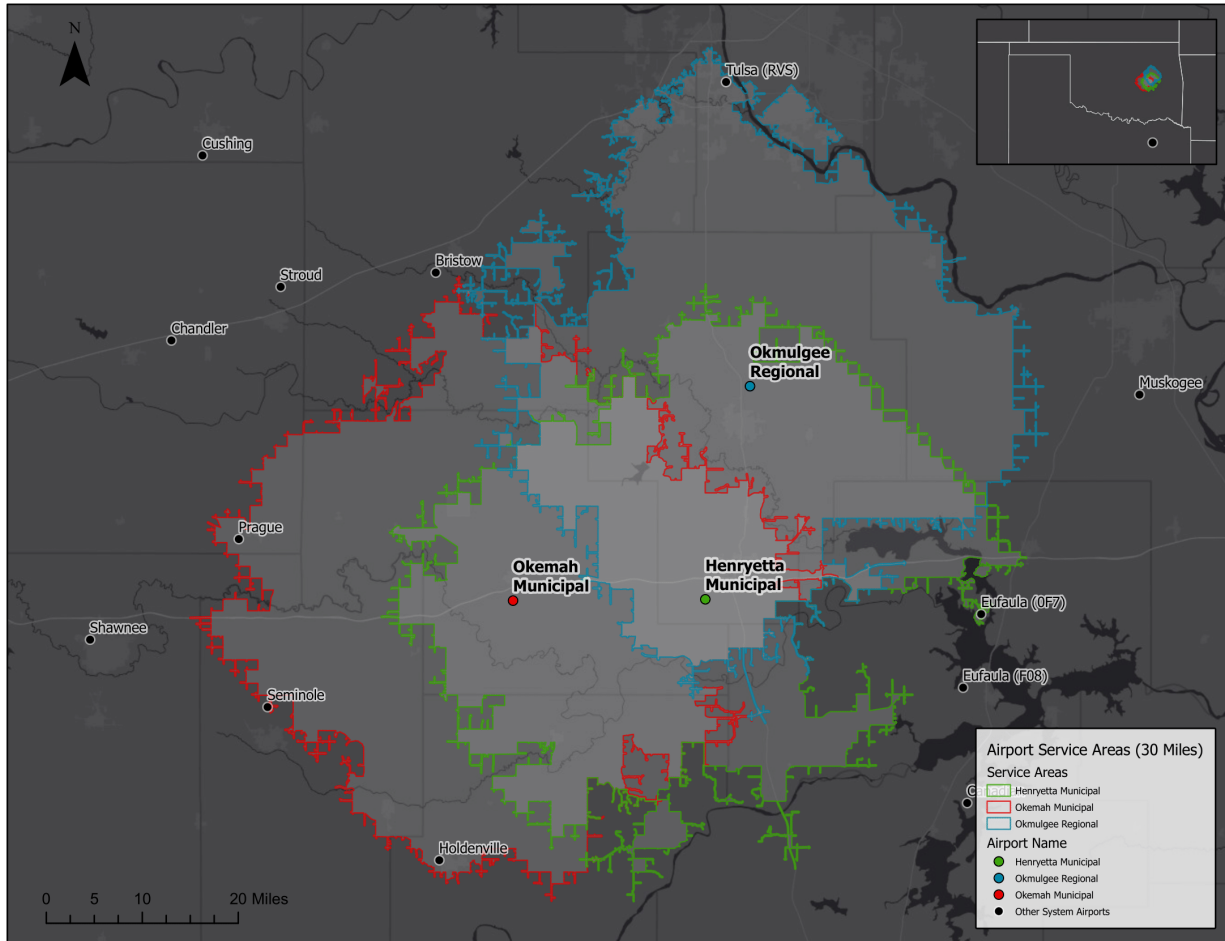 N
Tulsa (RVS)
Cushing
Bristow
Stroud
Chandler
Okmulgee
Regional
Muskogee
Prague
Okemah
Municipal
Henryetta
Municipal
Eufaula (0F7)
Shawnee
Eufaula (F08)
Seminole
Holdenville
0 5 10 20 Miles
Airport Service Areas (30 Miles)
Service Areas
Henryetta Municipal
Okemah Municipal
Okmulgee Regional
Airport Name
Henryetta Municipal
Okmulgee Regional
Okemah Municipal
Other System Airports